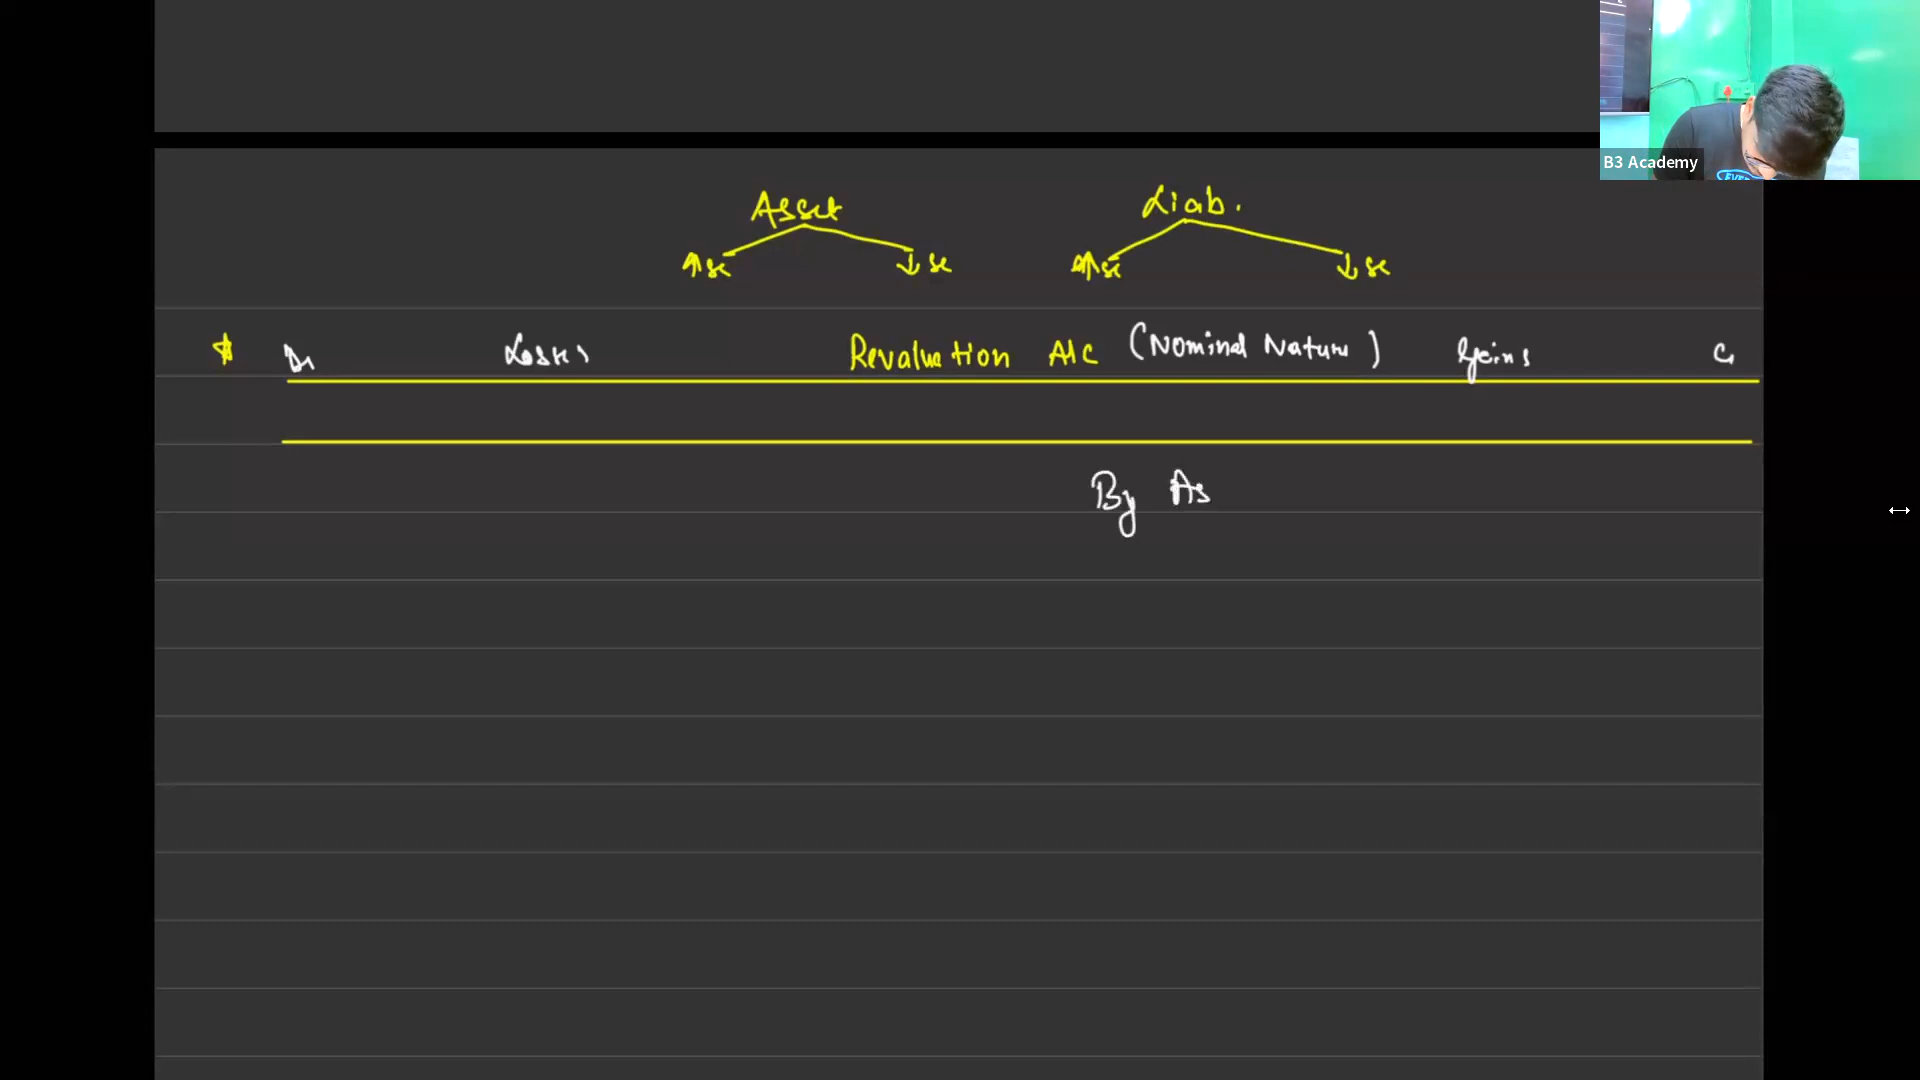 B3 Academy
Asset Liab.
↑se ↓se ↑se ↓se
Dr Losses Revaluation A/C (Nominal Nature) Gains Cr
By As